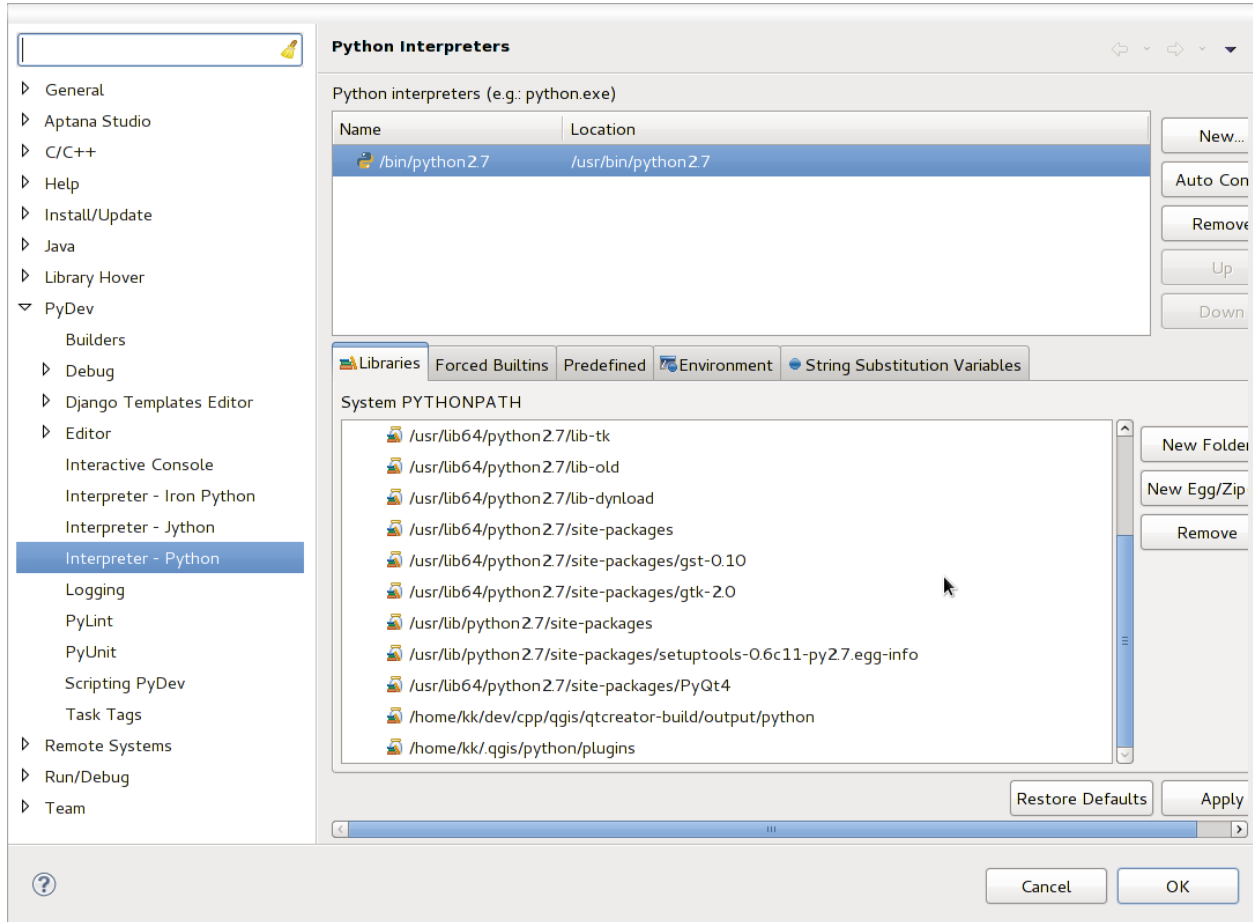 Python Interpreters
General
Aptana Studio
C/C++
Help
Install/Update
Java
Library Hover
PyDev
Builders
Debug
Django Templates Editor
Editor
Interactive Console
Interpreter - Iron Python
Interpreter - Jython
Interpreter - Python
Logging
PyLint
PyUnit
Scripting PyDev
Task Tags
Remote Systems
Run/Debug
Team
Python interpreters (e.g.: python.exe)
Name Location
/bin/python2.7 /usr/bin/python2.7
New...
Auto Con
Remove
Up
Down
Libraries Forced Builtins Predefined Environment String Substitution Variables
System PYTHONPATH
/usr/lib64/python2.7/lib-tk
/usr/lib64/python2.7/lib-old
/usr/lib64/python2.7/lib-dynload
/usr/lib64/python2.7/site-packages
/usr/lib64/python2.7/site-packages/gst-0.10
/usr/lib64/python2.7/site-packages/gtk-2.0
/usr/lib/python2.7/site-packages
/usr/lib/python2.7/site-packages/setuptools-0.6c11-py2.7.egg-info
/usr/lib64/python2.7/site-packages/PyQt4
/home/kk/dev/cpp/qgis/qtcreator-build/output/python
/home/kk/.qgis/python/plugins
New Folder
New Egg/Zip
Remove
Restore Defaults Apply
? Cancel OK